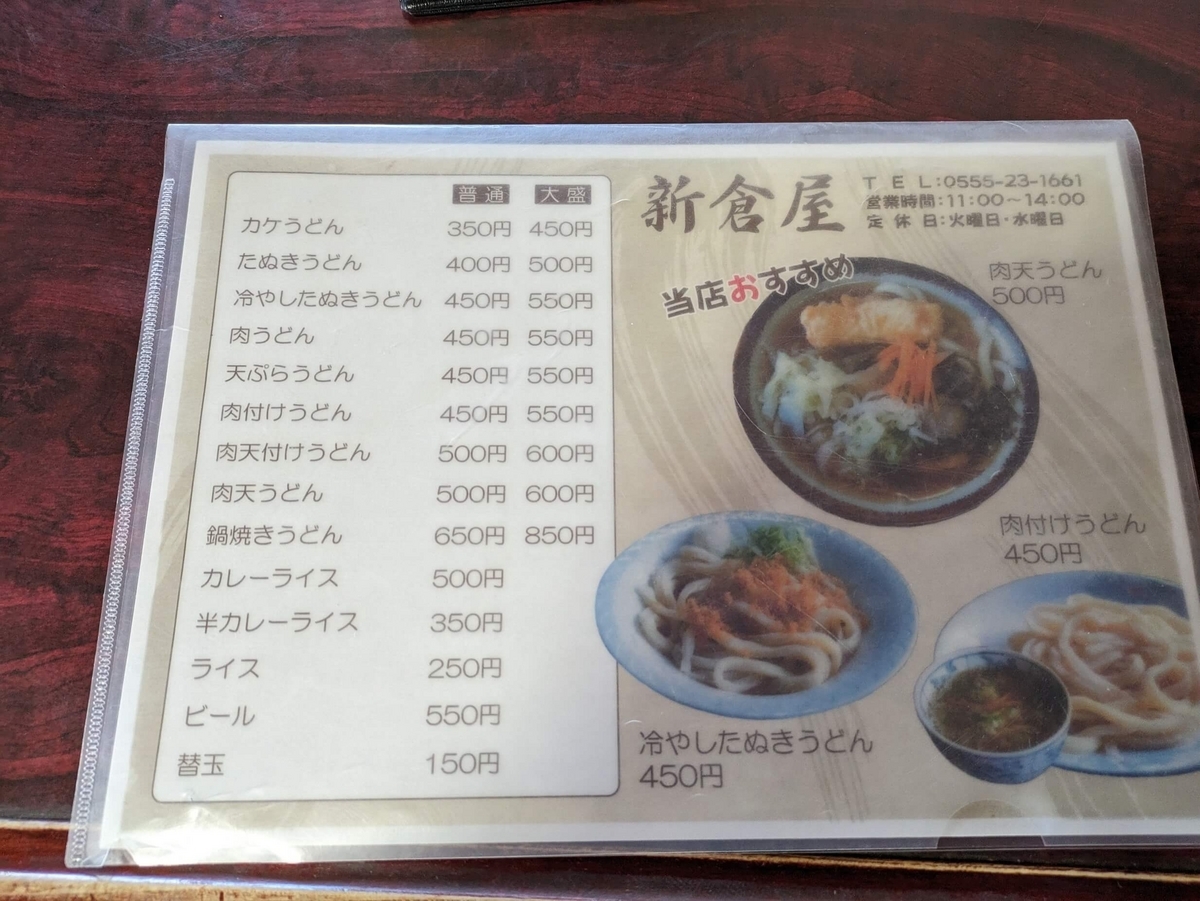 普通 大盛
カケうどん 350円 450円
たぬきうどん 400円 500円
冷やしたぬきうどん 450円 550円
肉うどん 450円 550円
天ぷらうどん 450円 550円
肉付けうどん 450円 550円
肉天付けうどん 500円 600円
肉天うどん 500円 600円
鍋焼きうどん 650円 850円
カレーライス 500円
半カレーライス 350円
ライス 250円
ビール 550円
替玉 150円
新倉屋
TEL:0555-23-1661
営業時間:11:00～14:00
定休日:火曜日・水曜日
当店おすすめ
肉天うどん
500円
肉付けうどん
450円
冷やしたぬきうどん
450円